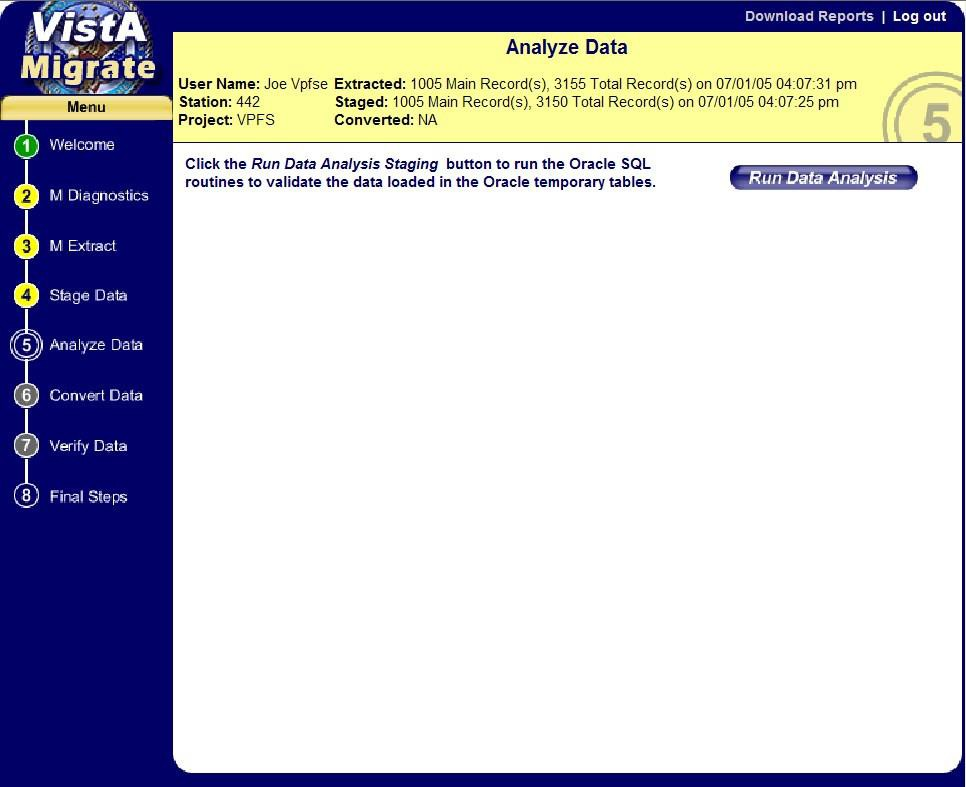 VistA
Migrate
Download Reports | Log out
Analyze Data
User Name: Joe Vpfse Extracted: 1005 Main Record(s), 3155 Total Record(s) on 07/01/05 04:07:31 pm
Station: 442 Staged: 1005 Main Record(s), 3150 Total Record(s) on 07/01/05 04:07:25 pm
Project: VPFS Converted: NA
5
Menu
1 Welcome
2 M Diagnostics
3 M Extract
4 Stage Data
5 Analyze Data
6 Convert Data
7 Verify Data
8 Final Steps
Click the Run Data Analysis Staging button to run the Oracle SQL
routines to validate the data loaded in the Oracle temporary tables.
Run Data Analysis